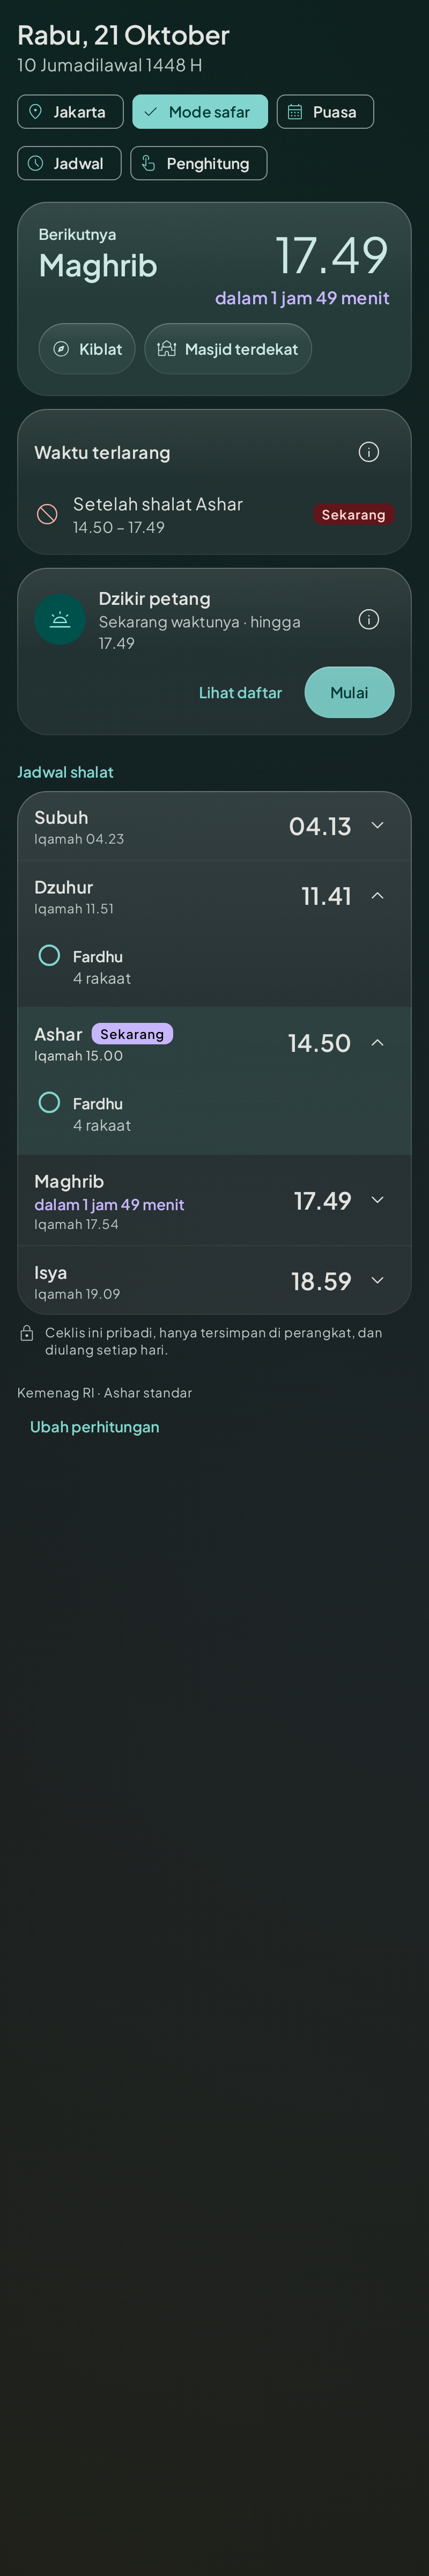 Rabu, 21 Oktober
10 Jumadilawal 1448 H
Jakarta
Mode safar
Puasa
Jadwal
Penghitung
Berikutnya
Maghrib
17.49
dalam 1 jam 49 menit
Kiblat
Masjid terdekat
Waktu terlarang
Setelah shalat Ashar
14.50 – 17.49
Sekarang
Dzikir petang
Sekarang waktunya · hingga
17.49
Lihat daftar
Mulai
Jadwal shalat
Subuh
Iqamah 04.23
04.13
Dzuhur
Iqamah 11.51
11.41
Fardhu
4 rakaat
Ashar
Sekarang
Iqamah 15.00
14.50
Fardhu
4 rakaat
Maghrib
dalam 1 jam 49 menit
Iqamah 17.54
17.49
Isya
Iqamah 19.09
18.59
Ceklis ini pribadi, hanya tersimpan di perangkat, dan
diulang setiap hari.
Kemenag RI · Ashar standar
Ubah perhitungan